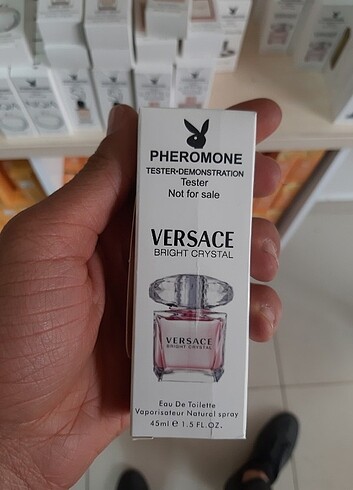 PHEROMONE
TESTER•DEMONSTRATION
Tester
Not for sale
VERSACE
BRIGHT CRYSTAL
VERSACE
BRIGHT CRYSTAL
Eau De Toilette
Vaporisateur Naturel spray
45ml e 1.5 FL.OZ.